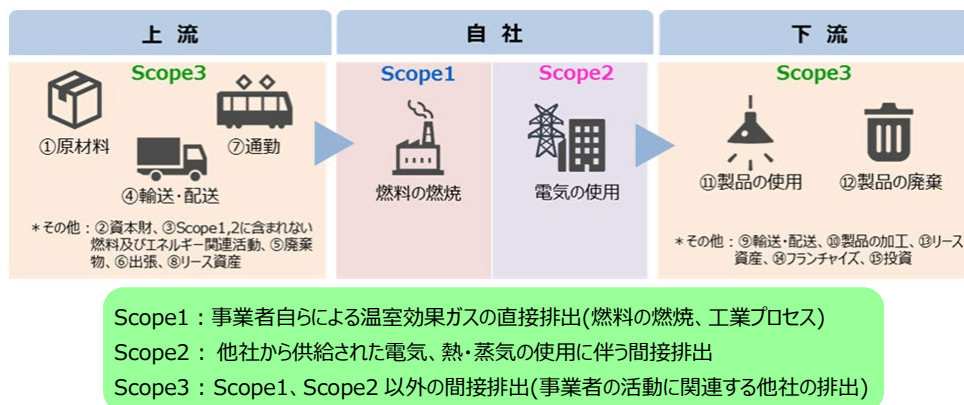 上 流
自 社
下 流
Scope3
①原材料
⑦通勤
④輸送・配送
＊その他：②資本財、③Scope1,2に含まれない
燃料及びエネルギー関連活動、⑤廃棄
物、⑥出張、⑧リース資産
Scope1
燃料の燃焼
Scope2
電気の使用
Scope3
⑪製品の使用
⑫製品の廃棄
＊その他：⑨輸送・配送、⑩製品の加工、⑬リース
資産、⑭フランチャイズ、⑮投資
Scope1：事業者自らによる温室効果ガスの直接排出(燃料の燃焼、工業プロセス)
Scope2： 他社から供給された電気、熱・蒸気の使用に伴う間接排出
Scope3：Scope1、Scope2 以外の間接排出(事業者の活動に関連する他社の排出)